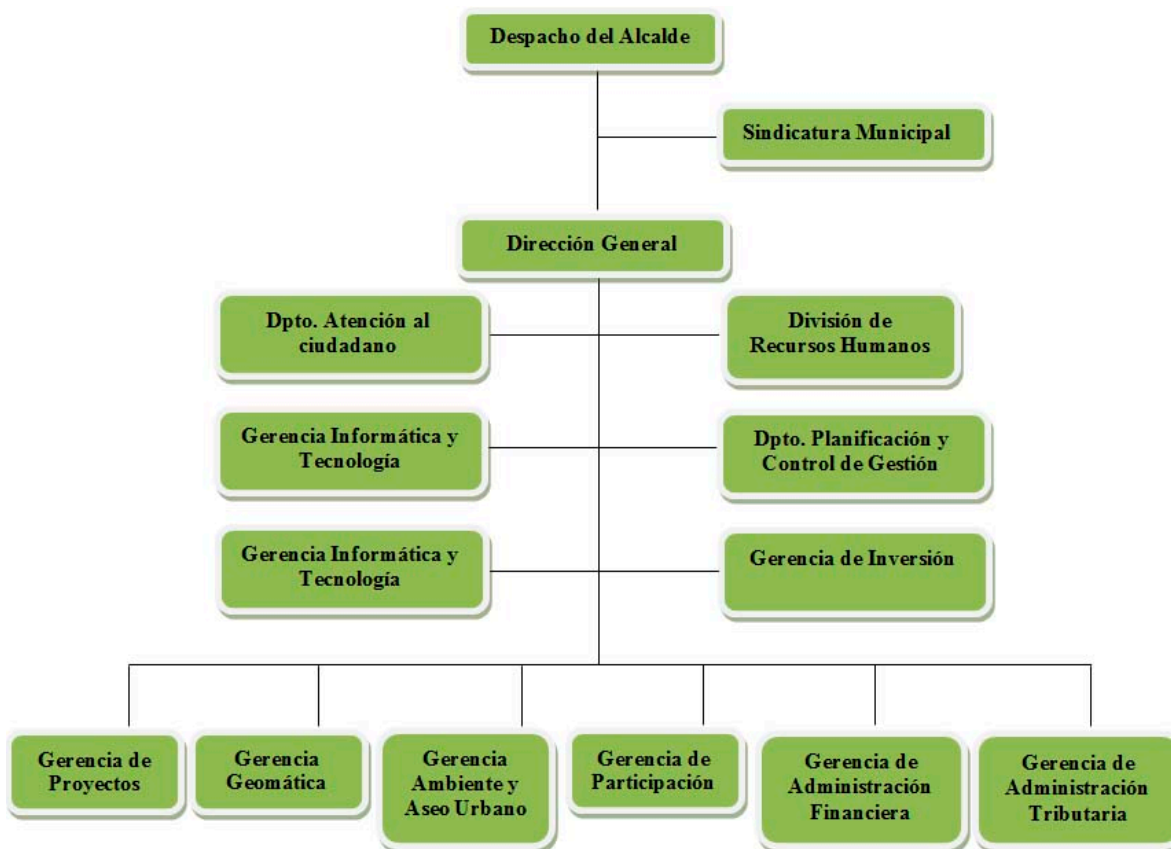 Despacho del Alcalde
Sindicatura Municipal
Dirección General
Dpto. Atención al
ciudadano
División de
Recursos Humanos
Gerencia Informática y
Tecnología
Dpto. Planificación y
Control de Gestión
Gerencia Informática y
Tecnología
Gerencia de Inversión
Gerencia de
Proyectos
Gerencia
Geomática
Gerencia
Ambiente y
Aseo Urbano
Gerencia de
Participación
Gerencia de
Administración
Financiera
Gerencia de
Administración
Tributaria